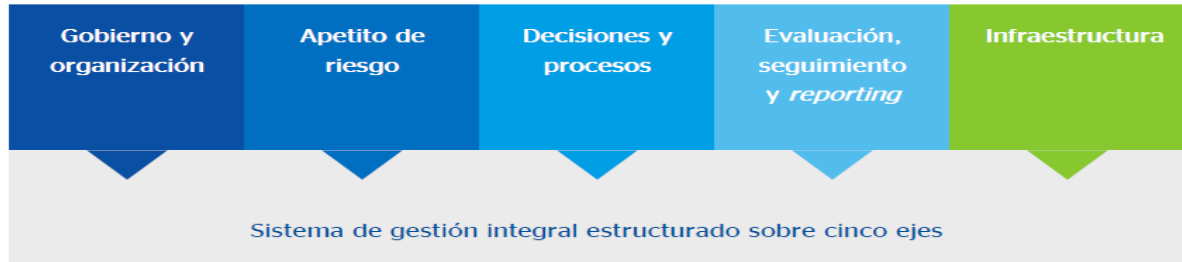 Gobierno y
organización
Apetito de
riesgo
Decisiones y
procesos
Evaluación,
seguimiento
y reporting
Infraestructura
Sistema de gestión integral estructurado sobre cinco ejes